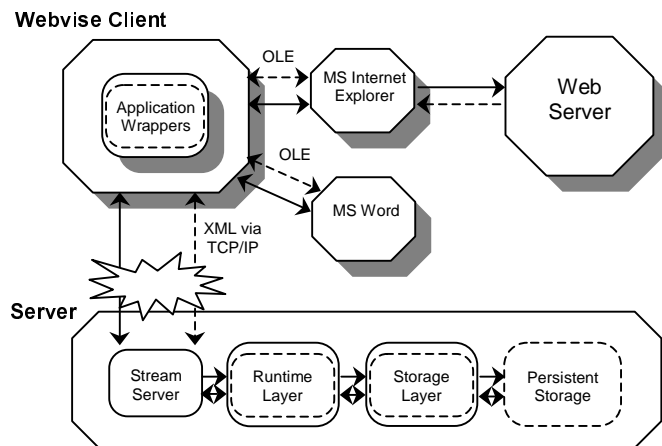 Webvise Client
OLE
MS Internet
Explorer
Web
Server
Application
Wrappers
OLE
MS Word
XML via
TCP/IP
Server
Stream
Server
Runtime
Layer
Storage
Layer
Persistent
Storage